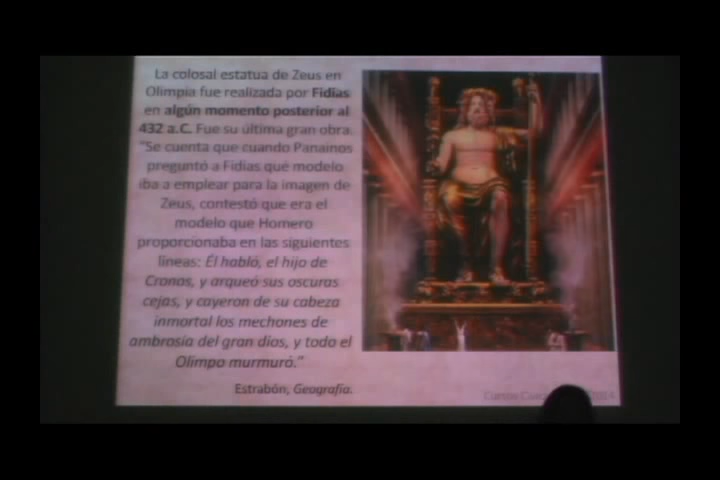 La colosal estatua de Zeus en
Olimpia fue realizada por Fidias
en algún momento posterior al
432 a.C. Fue su última gran obra.
"Se cuenta que cuando Panainos
preguntó a Fidias qué modelo
iba a emplear para la imagen de
Zeus, contestó que era el
modelo que Homero
proporcionaba en las siguientes
líneas: Él habló, el hijo de
Cronos, y arqueó sus oscuras
cejas, y cayeron de su cabeza
inmortal los mechones de
ambrosía del gran dios, y todo el
Olimpo murmuró."
Estrabón, Geografía.